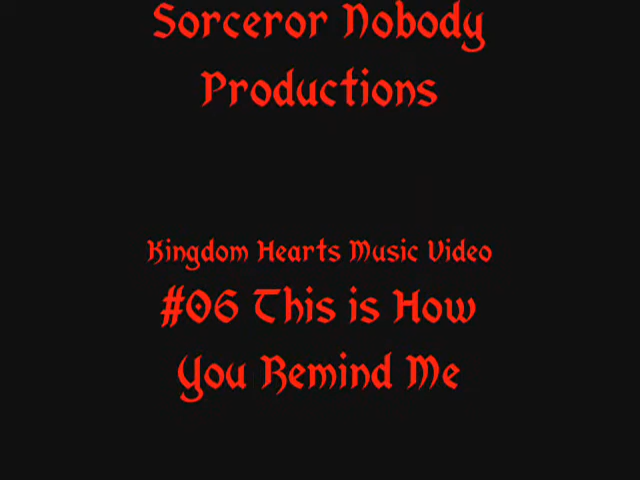 Sorceror Nobody
Productions
Kingdom Hearts Music Video
#06 This is How
You Remind Me